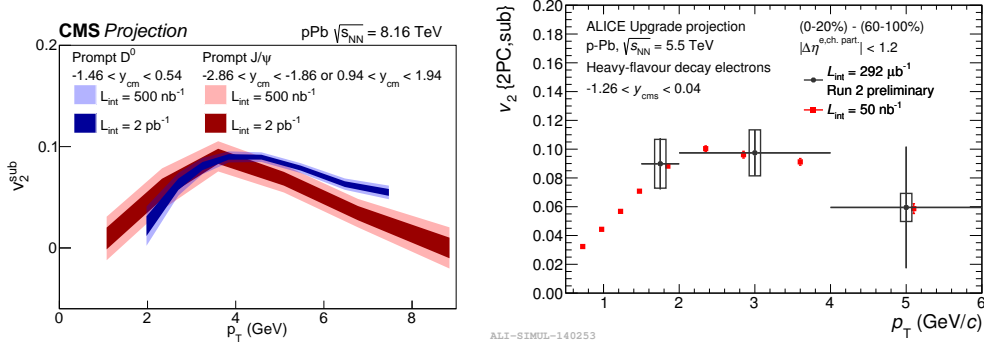 CMS Projection
pPb √sNN = 8.16 TeV
Prompt D0
Prompt J/ψ
-1.46 < ycm < 0.54
-2.86 < ycm < -1.86 or 0.94 < ycm < 1.94
Lint = 500 nb-1
Lint = 500 nb-1
Lint = 2 pb-1
Lint = 2 pb-1
0.2
0.1
0
v2sub
0
2
4
6
8
pT (GeV)
ALICE Upgrade projection
p-Pb, √sNN = 5.5 TeV
Heavy-flavour decay electrons
-1.26 < ycms < 0.04
(0-20%) - (60-100%)
|Δηe,ch. part.| < 1.2
Lint = 292 μb-1
Run 2 preliminary
Lint = 50 nb-1
v2 {2PC,sub}
0.20
0.18
0.16
0.14
0.12
0.10
0.08
0.06
0.04
0.02
0.00
1
2
3
4
5
6
pT (GeV/c)
ALI-SIMUL-140253